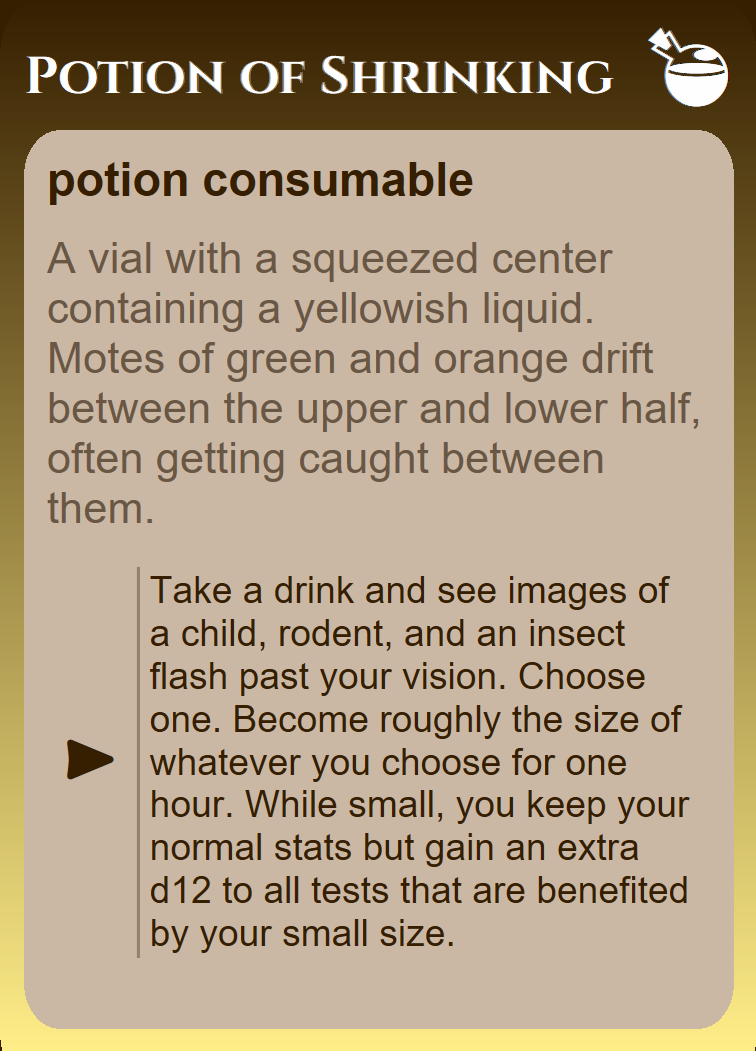 Potion of Shrinking
potion consumable
A vial with a squeezed center
containing a yellowish liquid.
Motes of green and orange drift
between the upper and lower half,
often getting caught between
them.
Take a drink and see images of
a child, rodent, and an insect
flash past your vision. Choose
one. Become roughly the size of
whatever you choose for one
hour. While small, you keep your
normal stats but gain an extra
d12 to all tests that are benefited
by your small size.